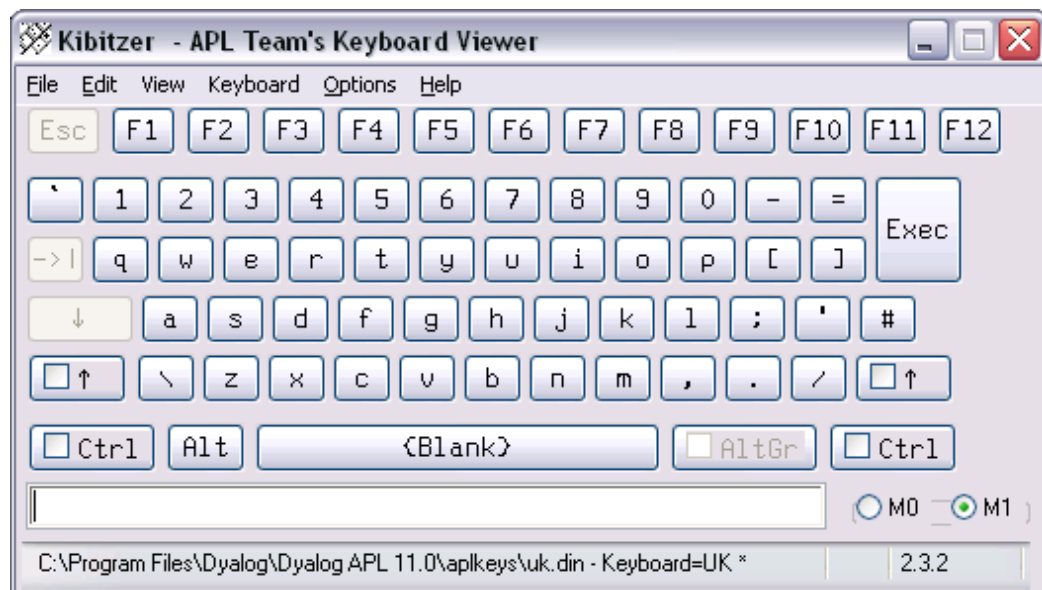 Kibitzer - APL Team's Keyboard Viewer
File Edit View Keyboard Options Help
Esc F1 F2 F3 F4 F5 F6 F7 F8 F9 F10 F11 F12
` 1 2 3 4 5 6 7 8 9 0 - = Exec
->| q w e r t y u i o p [ ]
↓ a s d f g h j k l ; ' #
↑ \ z x c v b n m , . / ↑
Ctrl Alt {Blank} AltGr Ctrl
M0 M1
C:\Program Files\Dyalog\Dyalog APL 11.0\aplkeys\uk.din - Keyboard=UK * 2.3.2